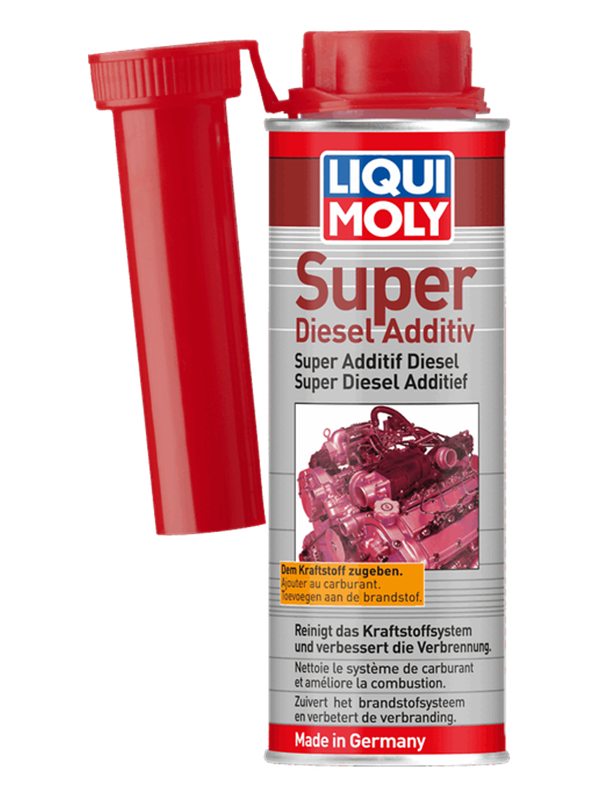 LIQUI
MOLY
Super
Diesel Additiv
Super Additif Diesel
Super Diesel Additief
Dem Kraftstoff zugeben.
Ajouter au carburant.
Toevoegen aan de brandstof.
Reinigt das Kraftstoffsystem
und verbessert die Verbrennung.
Nettoie le système de carburant
et améliore la combustion.
Zuivert het brandstofsysteem
en verbetert de verbranding.
Made in Germany